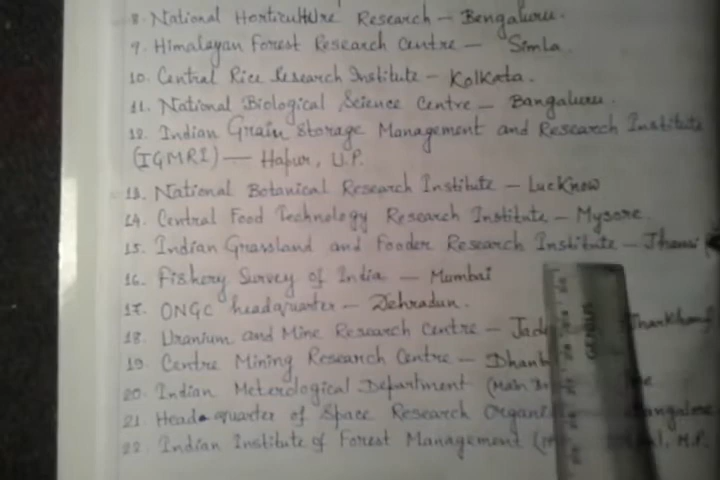 8. National Horticulture Research - Bengaluru.
9. Himalayan Forest Research Centre - Simla.
10. Central Rice Research Institute - Kolkata.
11. National Biological Science Centre - Bangaluru.
12. Indian Grain Storage Management and Research Institute
(IGMRI) - Hapur, U.P.
13. National Botanical Research Institute - Lucknow
14. Central Food Technology Research Institute - Mysore.
15. Indian Grassland and Fooder Research Institute - Jhansi
16. Fishery Survey of India - Mumbai
17. ONGC headquarter - Dehradun.
18. Uranium and Mine Research Centre -
19. Centre Mining Research Centre -
20. Indian Meterological Department
21. Headquarter of Space Research
22. Indian Institute of Forest Management M.P.
GENIUS